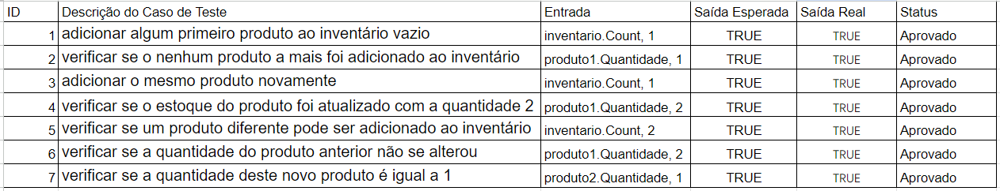 ID Descrição do Caso de Teste Entrada Saída Esperada Saída Real Status
1 adicionar algum primeiro produto ao inventário vazio inventario.Count, 1 TRUE TRUE Aprovado
2 verificar se o nenhum produto a mais foi adicionado ao inventário produto1.Quantidade, 1 TRUE TRUE Aprovado
3 adicionar o mesmo produto novamente inventario.Count, 1 TRUE TRUE Aprovado
4 verificar se o estoque do produto foi atualizado com a quantidade 2 produto1.Quantidade, 2 TRUE TRUE Aprovado
5 verificar se um produto diferente pode ser adicionado ao inventário inventario.Count, 2 TRUE TRUE Aprovado
6 verificar se a quantidade do produto anterior não se alterou produto1.Quantidade, 2 TRUE TRUE Aprovado
7 verificar se a quantidade deste novo produto é igual a 1 produto2.Quantidade, 1 TRUE TRUE Aprovado